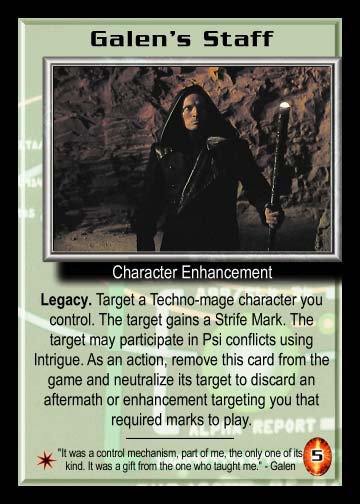 Galen's Staff
Character Enhancement
Legacy. Target a Techno-mage character you
control. The target gains a Strife Mark. The
target may participate in Psi conflicts using
Intrigue. As an action, remove this card from the
game and neutralize its target to discard an
aftermath or enhancement targeting you that
required marks to play.
"It was a control mechanism, part of me, the only one of its
kind. It was a gift from the one who taught me." - Galen
5
ALPHA REPORT